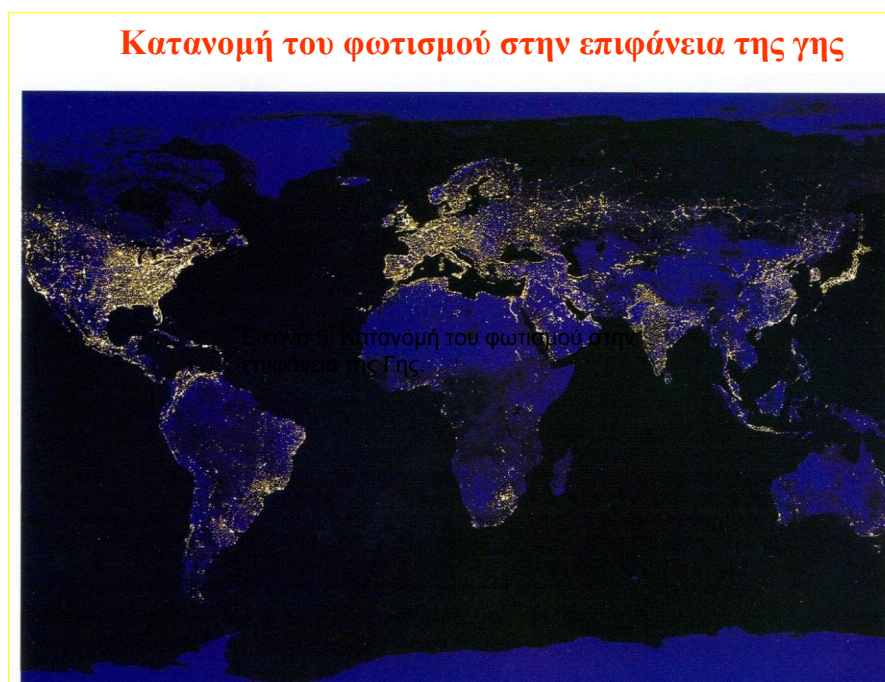 Κατανομή του φωτισμού στην επιφάνεια της γης
Εικόνα 5: Κατανομή του φωτισμού στην
επιφάνεια της Γης.